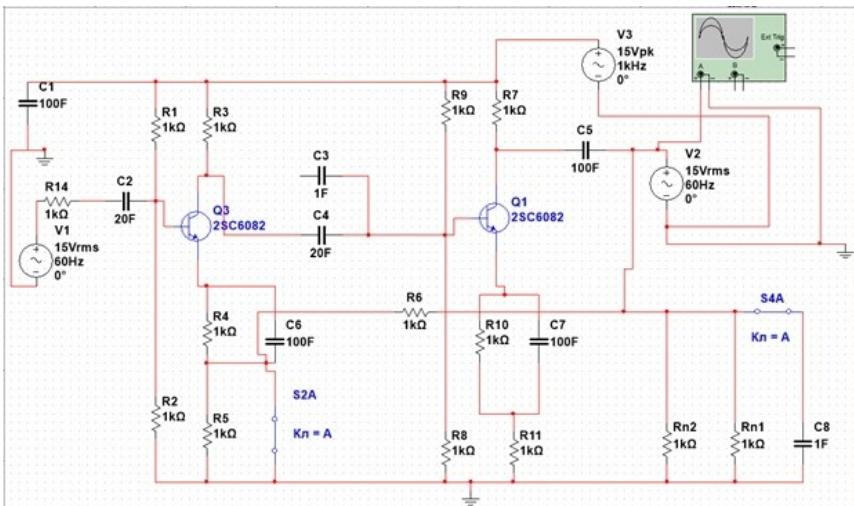 V3
15Vpk
1kHz
0°
Ext Trig
A
B
C1
100F
R1
1kΩ
R3
1kΩ
R9
1kΩ
R7
1kΩ
C5
100F
V2
15Vrms
60Hz
0°
C3
1F
R14
1kΩ
C2
20F
Q3
2SC6082
C4
20F
Q1
2SC6082
V1
15Vrms
60Hz
0°
R6
1kΩ
S4A
Кл = A
R4
1kΩ
C6
100F
R10
1kΩ
C7
100F
S2A
Кл = A
R2
1kΩ
R5
1kΩ
R8
1kΩ
R11
1kΩ
Rn2
1kΩ
Rn1
1kΩ
C8
1F